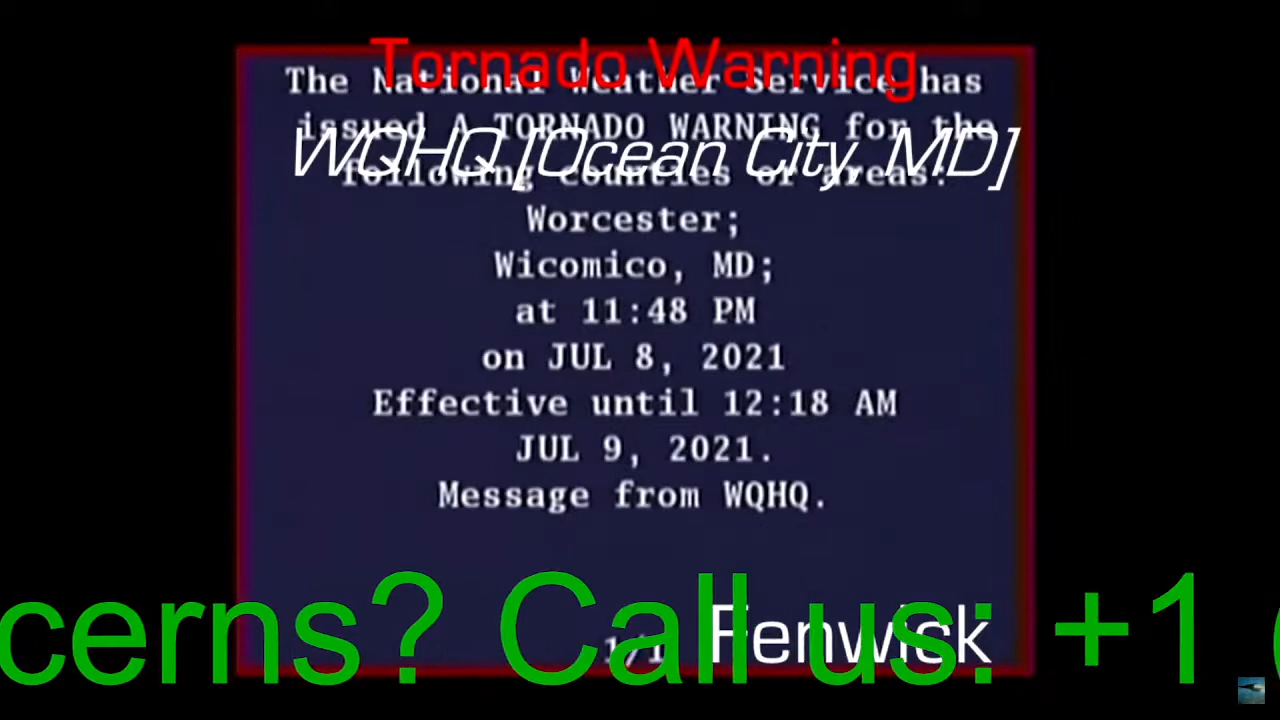 Tornado Warning
The National Weather Service has
issued A TORNADO WARNING for the
WQHQ [Ocean City, MD]
following counties or areas:
Worcester;
Wicomico, MD;
at 11:48 PM
on JUL 8, 2021
Effective until 12:18 AM
JUL 9, 2021.
Message from WQHQ.
cerns? Call us: +1 (
1/1 Fenwick